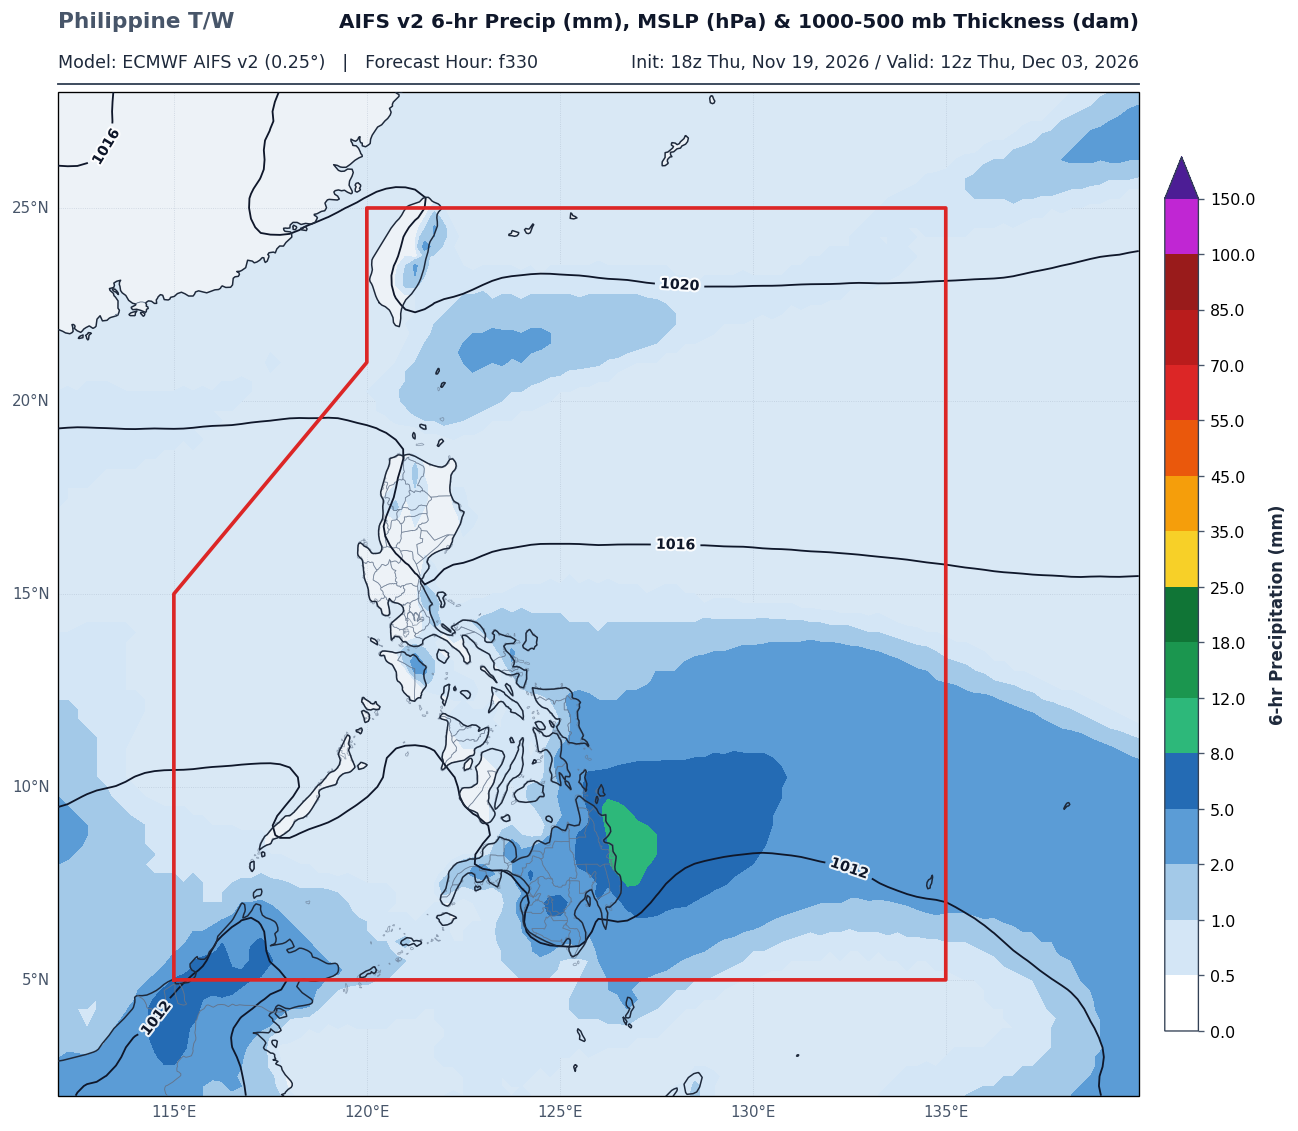 Philippine T/W
AIFS v2 6-hr Precip (mm), MSLP (hPa) & 1000-500 mb Thickness (dam)
Model: ECMWF AIFS v2 (0.25°)   |   Forecast Hour: f330
Init: 18z Thu, Nov 19, 2026 / Valid: 12z Thu, Dec 03, 2026
1016
1020
1016
1012
1012
25°N
20°N
15°N
10°N
5°N
115°E
120°E
125°E
130°E
135°E
150.0
100.0
85.0
70.0
55.0
45.0
35.0
25.0
18.0
12.0
8.0
5.0
2.0
1.0
0.5
0.0
6-hr Precipitation (mm)